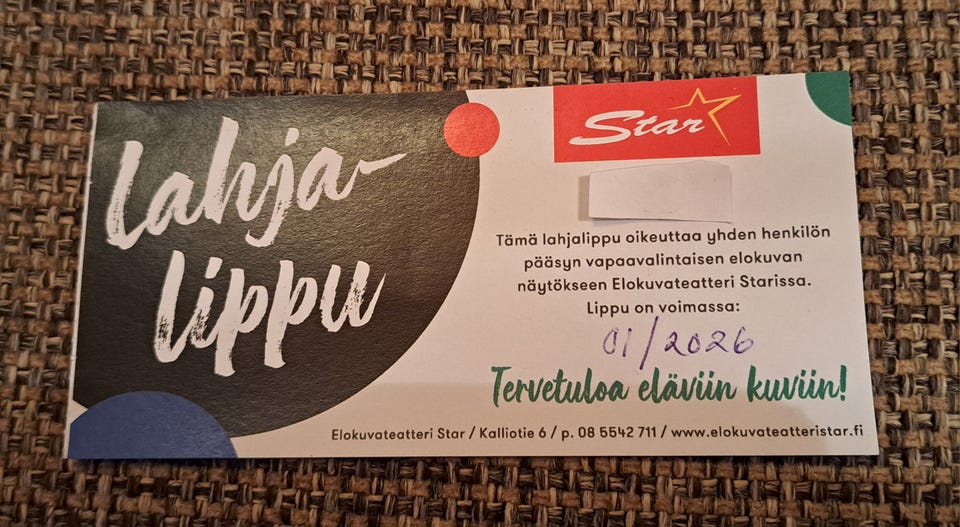 Lahja-
lippu
Star
Tämä lahjalippu oikeuttaa yhden henkilön
pääsyn vapaavalintaisen elokuvan
näytökseen Elokuvateatteri Starissa.
Lippu on voimassa:
01/2026
Tervetuloa eläviin kuviin!
Elokuvateatteri Star / Kalliotie 6 / p. 08 5542 711 / www.elokuvateatteristar.fi